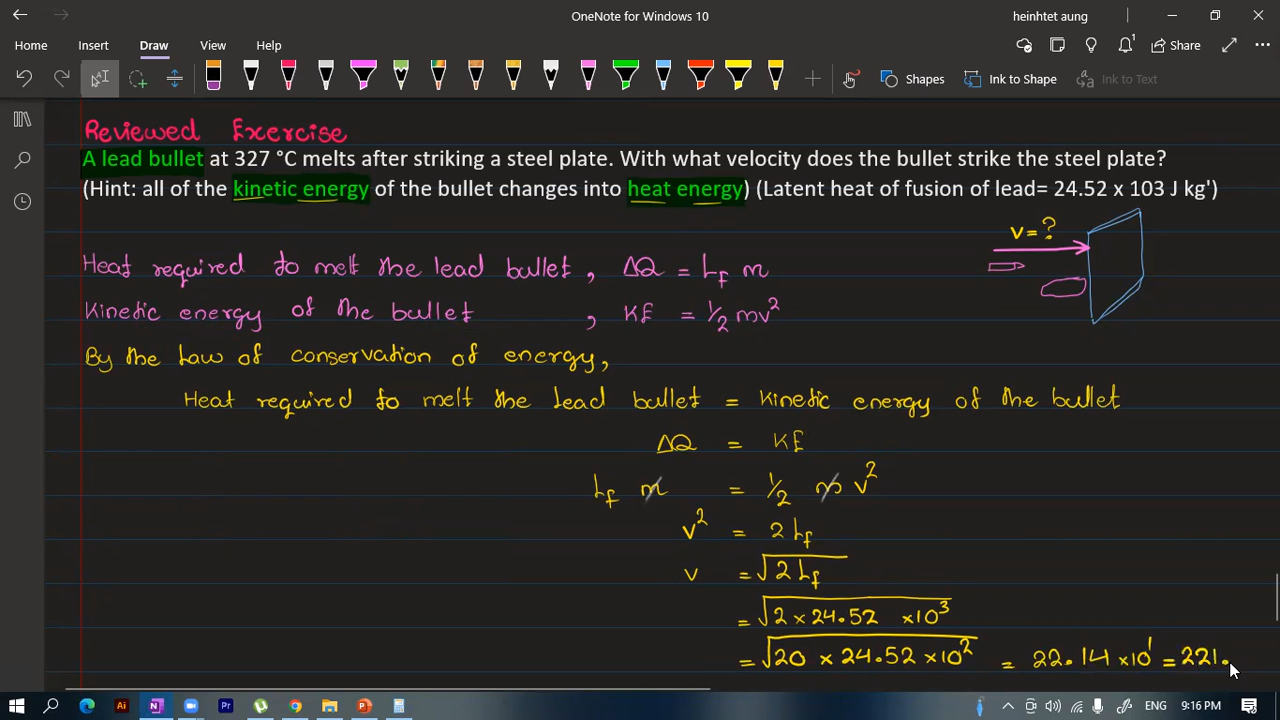 OneNote for Windows 10
heinhtet aung
Home Insert Draw View Help
Share
Shapes Ink to Shape Ink to Text
Reviewed Exercise
A lead bullet at 327 °C melts after striking a steel plate. With what velocity does the bullet strike the steel plate?
(Hint: all of the kinetic energy of the bullet changes into heat energy) (Latent heat of fusion of lead= 24.52 x 103 J kg')
v = ?
Heat required to melt the lead bullet, ΔQ = Lf m
Kinetic energy of the bullet , KE = 1/2 mv²
By the Law of conservation of energy,
Heat required to melt the Lead bullet = Kinetic energy of the bullet
ΔQ = KE
Lf m = 1/2 m v²
v² = 2 Lf
v = √2 Lf
= √2 × 24.52 ×10³
= √20 × 24.52 ×10² = 22.14 ×10¹ = 221.
Ai Pr
ENG 9:16 PM